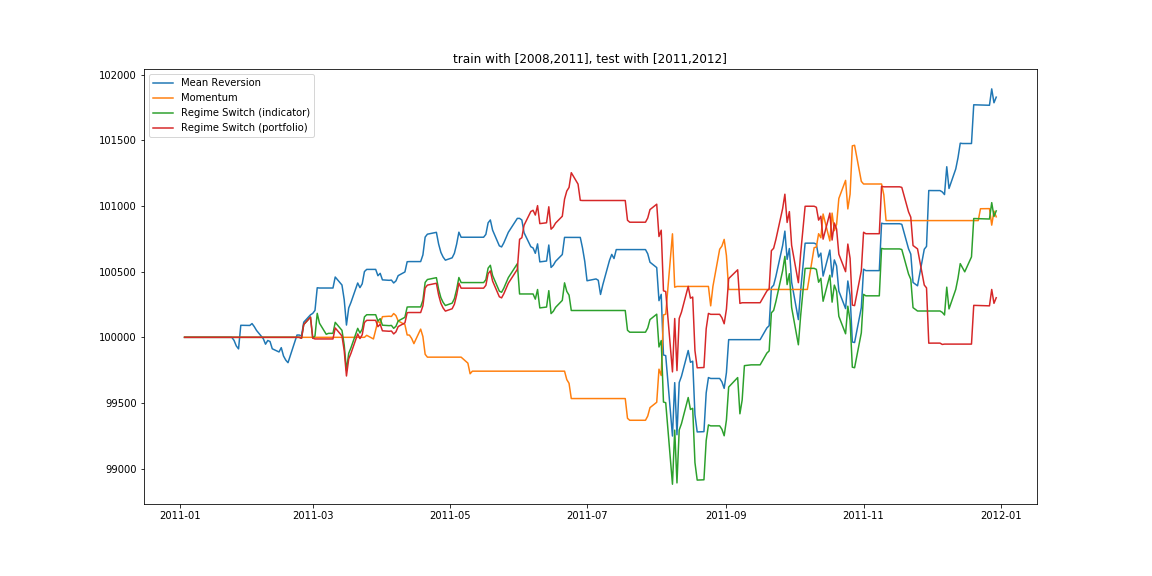 train with [2008,2011], test with [2011,2012]
102000
101500
101000
100500
100000
99500
99000
Mean Reversion
Momentum
Regime Switch (indicator)
Regime Switch (portfolio)
2011-01 2011-03 2011-05 2011-07 2011-09 2011-11 2012-01